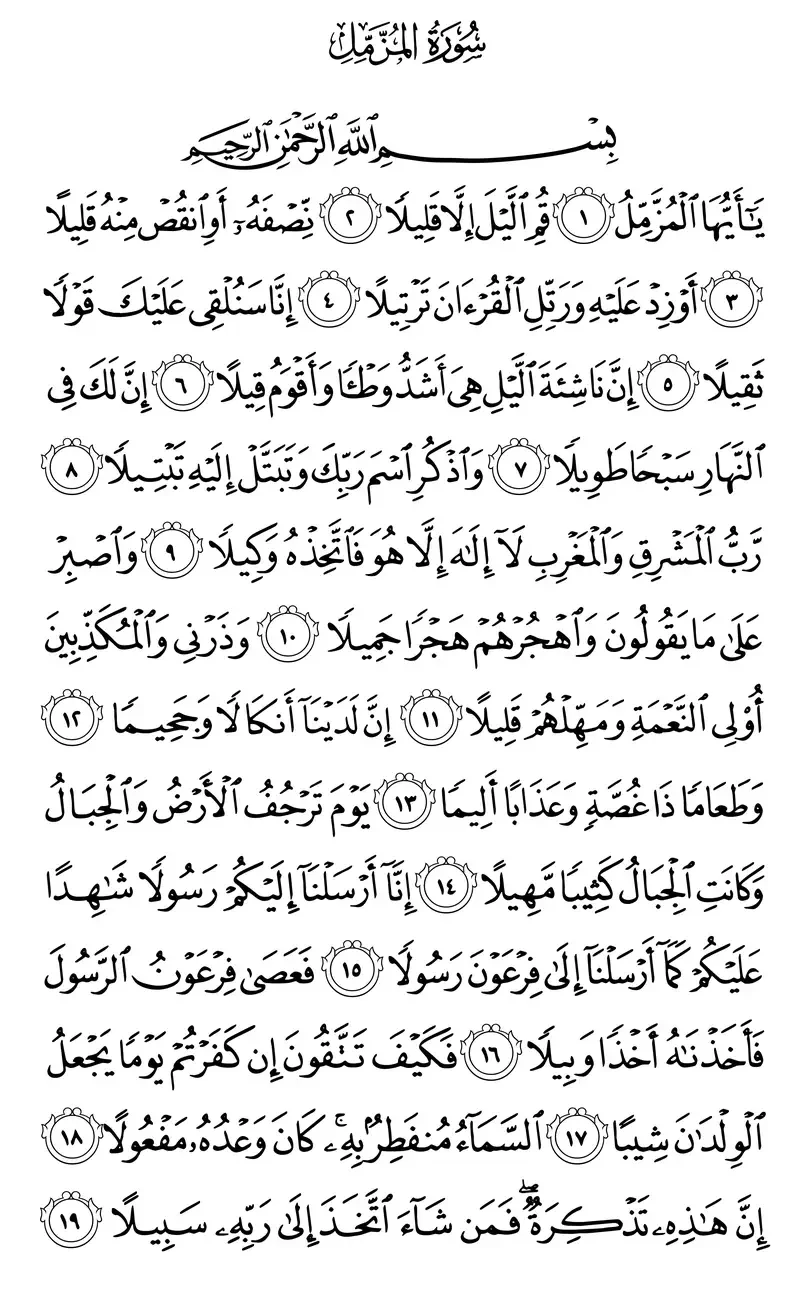 سُورَةُ المُزَّمِّلِ
بِسْمِ ٱللَّهِ ٱلرَّحْمَٰنِ ٱلرَّحِيمِ
يَٰٓأَيُّهَا ٱلْمُزَّمِّلُ ١ قُمِ ٱلَّيْلَ إِلَّا قَلِيلًا ٢ نِّصْفَهُۥٓ أَوِ ٱنقُصْ مِنْهُ قَلِيلًا
٣ أَوْ زِدْ عَلَيْهِ وَرَتِّلِ ٱلْقُرْءَانَ تَرْتِيلًا ٤ إِنَّا سَنُلْقِى عَلَيْكَ قَوْلًا
ثَقِيلًا ٥ إِنَّ نَاشِئَةَ ٱلَّيْلِ هِىَ أَشَدُّ وَطْـًٔا وَأَقْوَمُ قِيلًا ٦ إِنَّ لَكَ فِى
ٱلنَّهَارِ سَبْحًا طَوِيلًا ٧ وَٱذْكُرِ ٱسْمَ رَبِّكَ وَتَبَتَّلْ إِلَيْهِ تَبْتِيلًا ٨
رَّبُّ ٱلْمَشْرِقِ وَٱلْمَغْرِبِ لَآ إِلَٰهَ إِلَّا هُوَ فَٱتَّخِذْهُ وَكِيلًا ٩ وَٱصْبِرْ
عَلَىٰ مَا يَقُولُونَ وَٱهْجُرْهُمْ هَجْرًا جَمِيلًا ١٠ وَذَرْنِى وَٱلْمُكَذِّبِينَ
أُو۟لِى ٱلنَّعْمَةِ وَمَهِّلْهُمْ قَلِيلًا ١١ إِنَّ لَدَيْنَآ أَنكَالًا وَجَحِيمًا ١٢
وَطَعَامًا ذَا غُصَّةٍ وَعَذَابًا أَلِيمًا ١٣ يَوْمَ تَرْجُفُ ٱلْأَرْضُ وَٱلْجِبَالُ
وَكَانَتِ ٱلْجِبَالُ كَثِيبًا مَّهِيلًا ١٤ إِنَّآ أَرْسَلْنَآ إِلَيْكُمْ رَسُولًا شَٰهِدًا
عَلَيْكُمْ كَمَآ أَرْسَلْنَآ إِلَىٰ فِرْعَوْنَ رَسُولًا ١٥ فَعَصَىٰ فِرْعَوْنُ ٱلرَّسُولَ
فَأَخَذْنَٰهُ أَخْذًا وَبِيلًا ١٦ فَكَيْفَ تَتَّقُونَ إِن كَفَرْتُمْ يَوْمًا يَجْعَلُ
ٱلْوِلْدَٰنَ شِيبًا ١٧ ٱلسَّمَآءُ مُنفَطِرٌۢ بِهِۦ ۚ كَانَ وَعْدُهُۥ مَفْعُولًا ١٨
إِنَّ هَٰذِهِۦ تَذْكِرَةٌ ۖ فَمَن شَآءَ ٱتَّخَذَ إِلَىٰ رَبِّهِۦ سَبِيلًا ١٩